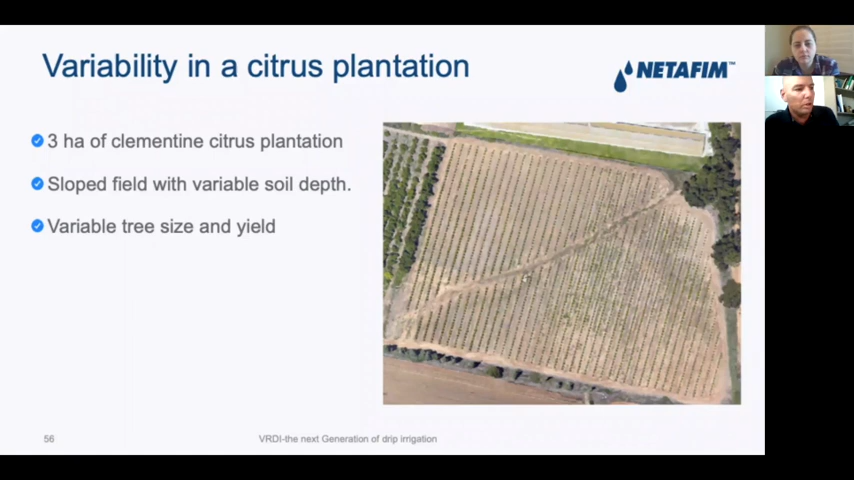 Variability in a citrus plantation
NETAFIM™
3 ha of clementine citrus plantation
Sloped field with variable soil depth.
Variable tree size and yield
56
VRDI-the next Generation of drip irrigation